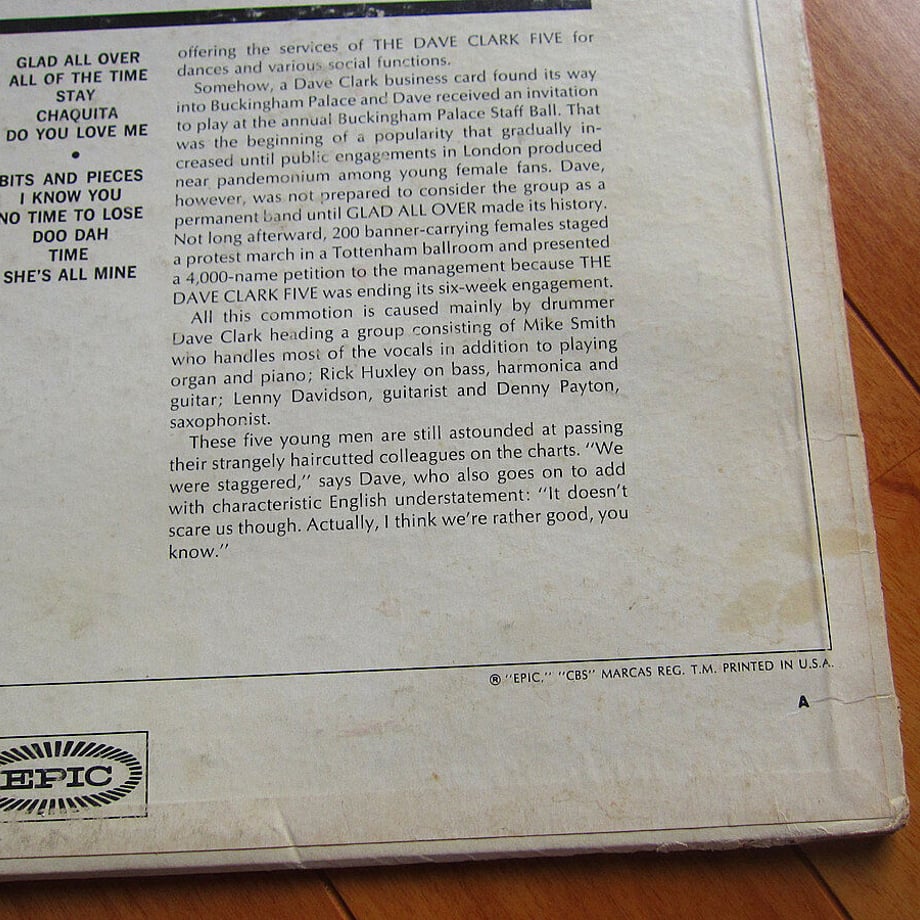 GLAD ALL OVER
ALL OF THE TIME
STAY
CHAQUITA
DO YOU LOVE ME
•
BITS AND PIECES
I KNOW YOU
NO TIME TO LOSE
DOO DAH
TIME
SHE'S ALL MINE
offering the services of THE DAVE CLARK FIVE for
dances and various social functions.
Somehow, a Dave Clark business card found its way
into Buckingham Palace and Dave received an invitation
to play at the annual Buckingham Palace Staff Ball. That
was the beginning of a popularity that gradually in-
creased until public engagements in London produced
near pandemonium among young female fans. Dave,
however, was not prepared to consider the group as a
permanent band until GLAD ALL OVER made its history.
Not long afterward, 200 banner-carrying females staged
a protest march in a Tottenham ballroom and presented
a 4,000-name petition to the management because THE
DAVE CLARK FIVE was ending its six-week engagement.
All this commotion is caused mainly by drummer
Dave Clark heading a group consisting of Mike Smith
who handles most of the vocals in addition to playing
organ and piano; Rick Huxley on bass, harmonica and
guitar; Lenny Davidson, guitarist and Denny Payton,
saxophonist.
These five young men are still astounded at passing
their strangely haircutted colleagues on the charts. "We
were staggered," says Dave, who also goes on to add
with characteristic English understatement: "It doesn't
scare us though. Actually, I think we're rather good, you
know."
® "EPIC," "CBS" MARCAS REG. T.M. PRINTED IN U.S.A.
A
EPIC